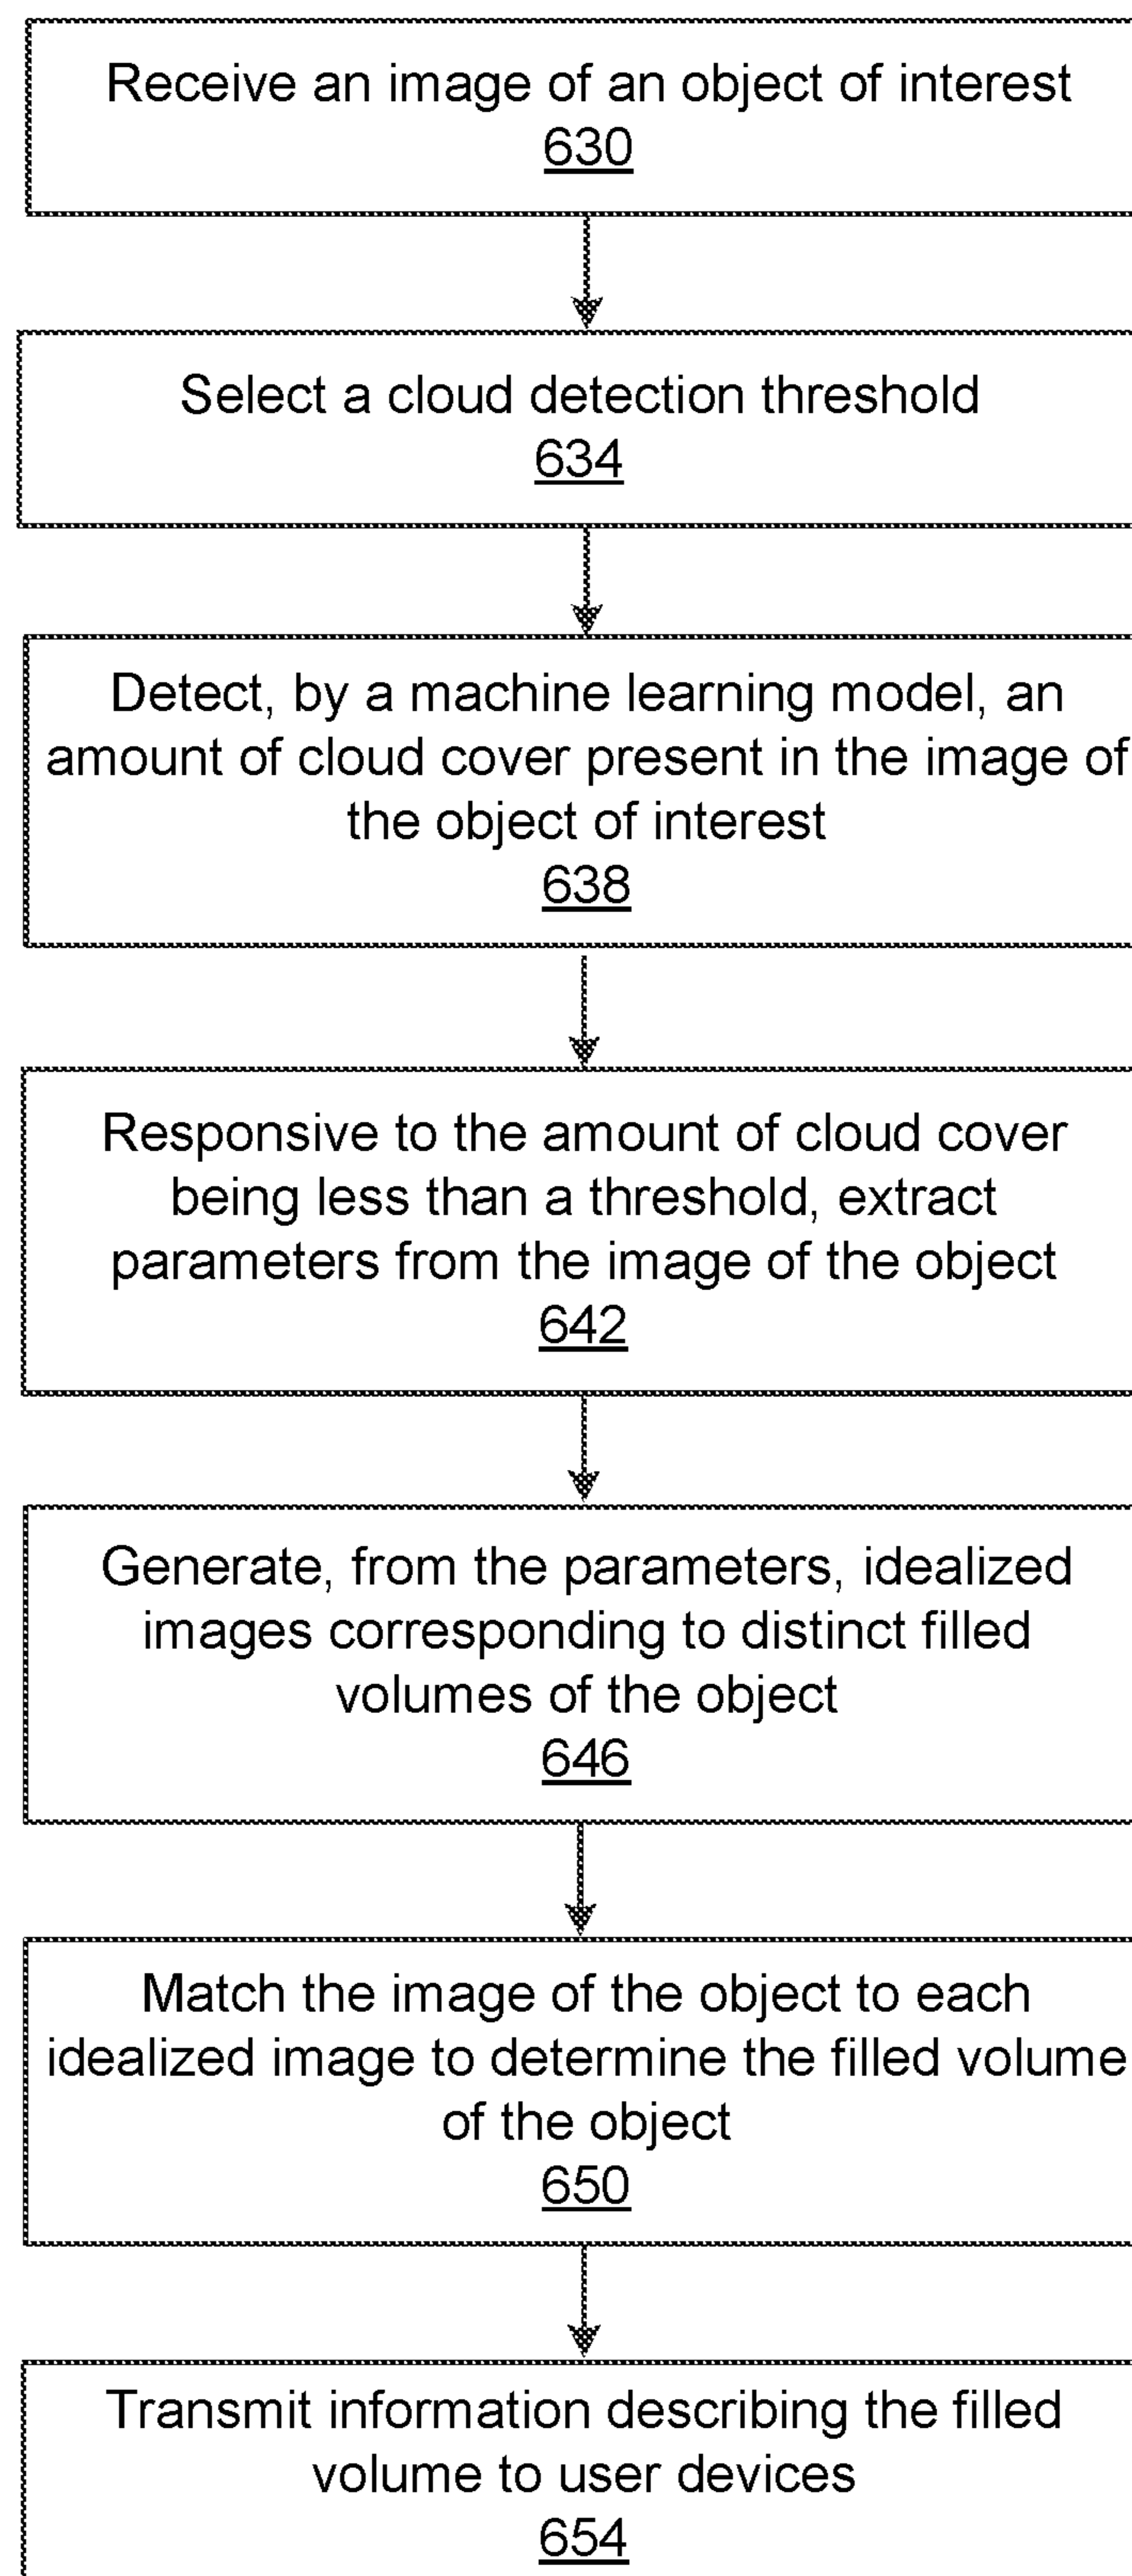 Receive an image of an object of interest
630
Select a cloud detection threshold
634
Detect, by a machine learning model, an
amount of cloud cover present in the image of
the object of interest
638
Responsive to the amount of cloud cover
being less than a threshold, extract
parameters from the image of the object
642
Generate, from the parameters, idealized
images corresponding to distinct filled
volumes of the object
646
Match the image of the object to each
idealized image to determine the filled volume
of the object
650
Transmit information describing the filled
volume to user devices
654